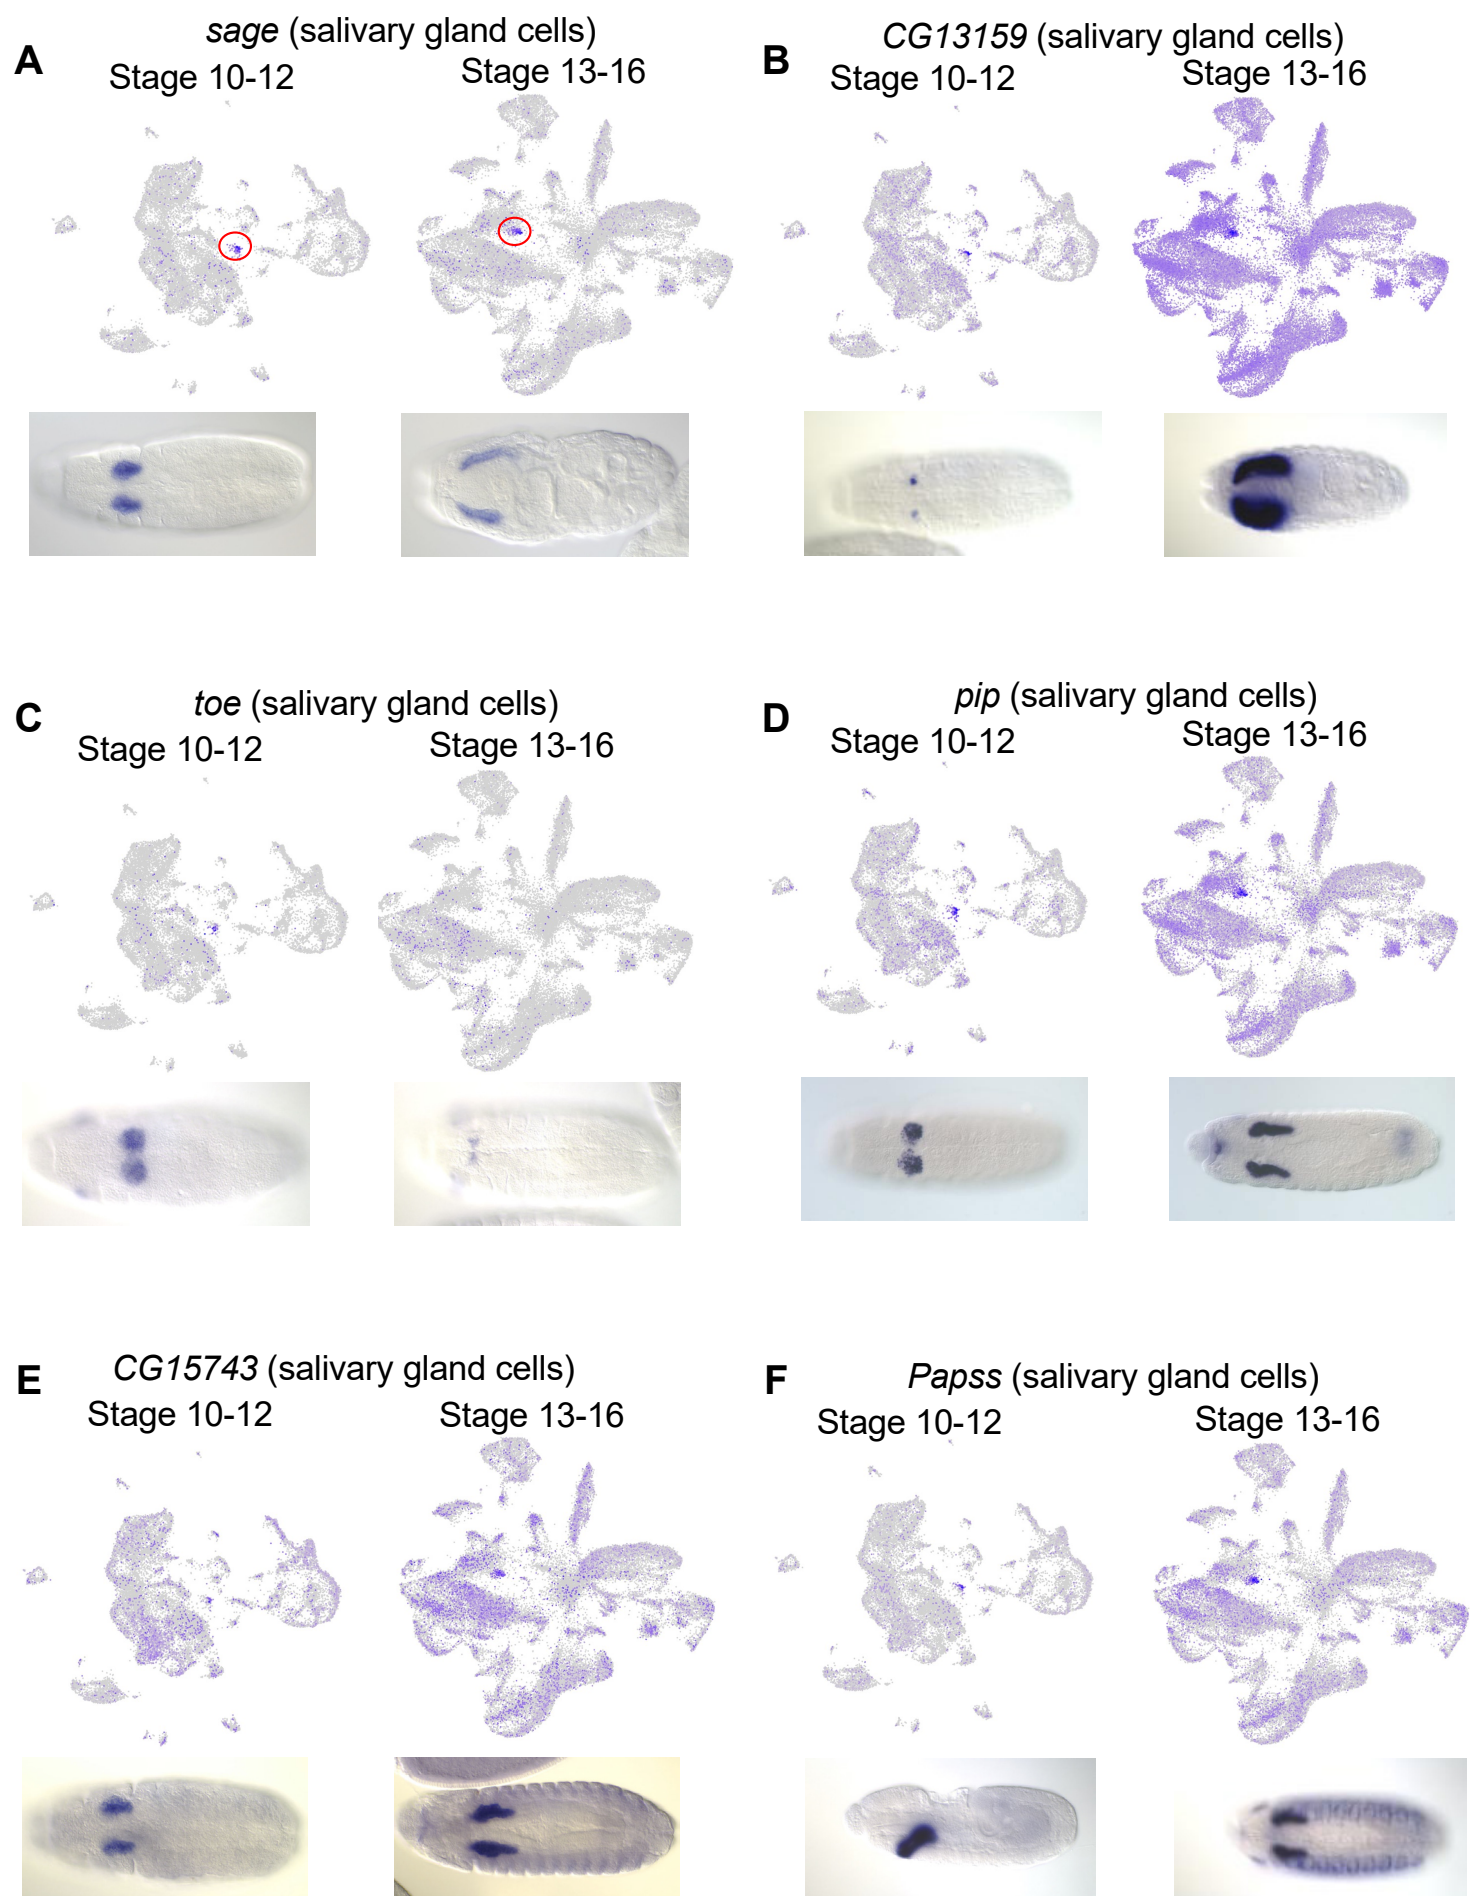 A
sage (salivary gland cells)
Stage 10-12
Stage 13-16
B
CG13159 (salivary gland cells)
Stage 10-12
Stage 13-16
C
toe (salivary gland cells)
Stage 10-12
Stage 13-16
D
pip (salivary gland cells)
Stage 10-12
Stage 13-16
E
CG15743 (salivary gland cells)
Stage 10-12
Stage 13-16
F
Papss (salivary gland cells)
Stage 10-12
Stage 13-16